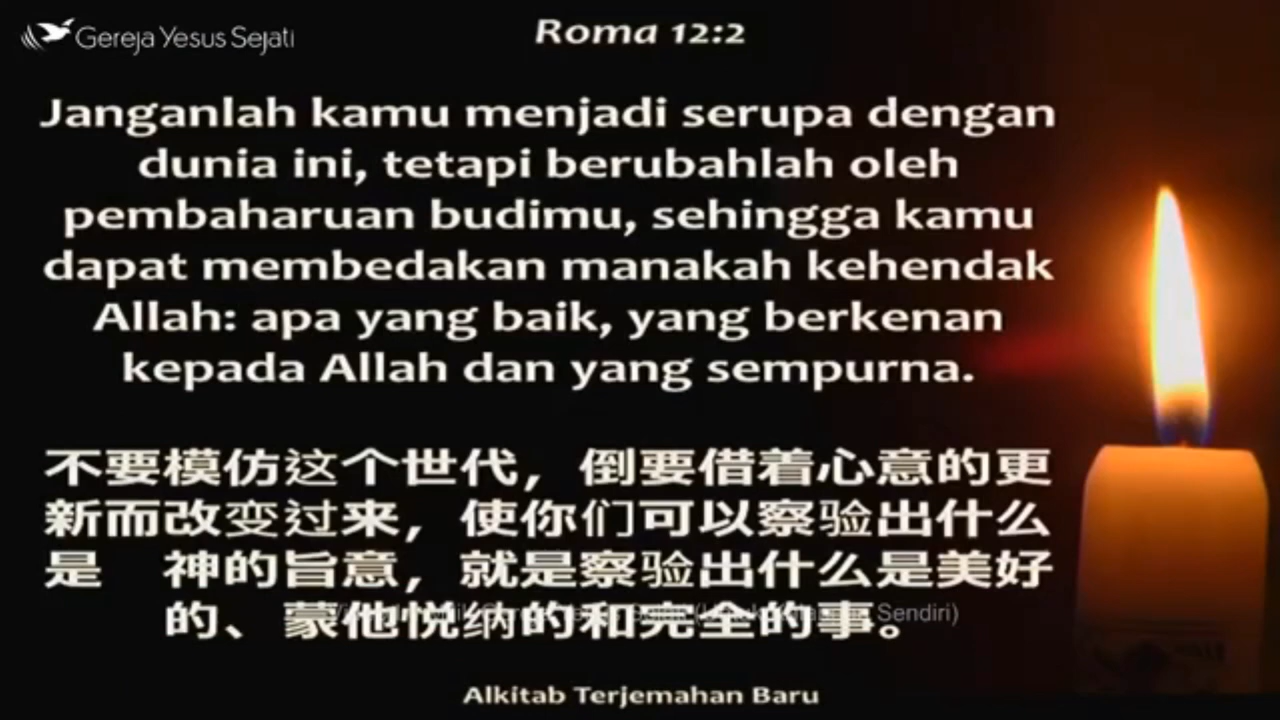 Gereja Yesus Sejati
Roma 12:2
Janganlah kamu menjadi serupa dengan
dunia ini, tetapi berubahlah oleh
pembaharuan budimu, sehingga kamu
dapat membedakan manakah kehendak
Allah: apa yang baik, yang berkenan
kepada Allah dan yang sempurna.
不要模仿这个世代，倒要借着心意的更
新而改变过来，使你们可以察验出什么
是　神的旨意，就是察验出什么是美好
的、蒙他悦纳的和完全的事。
Sendiri)
Alkitab Terjemahan Baru